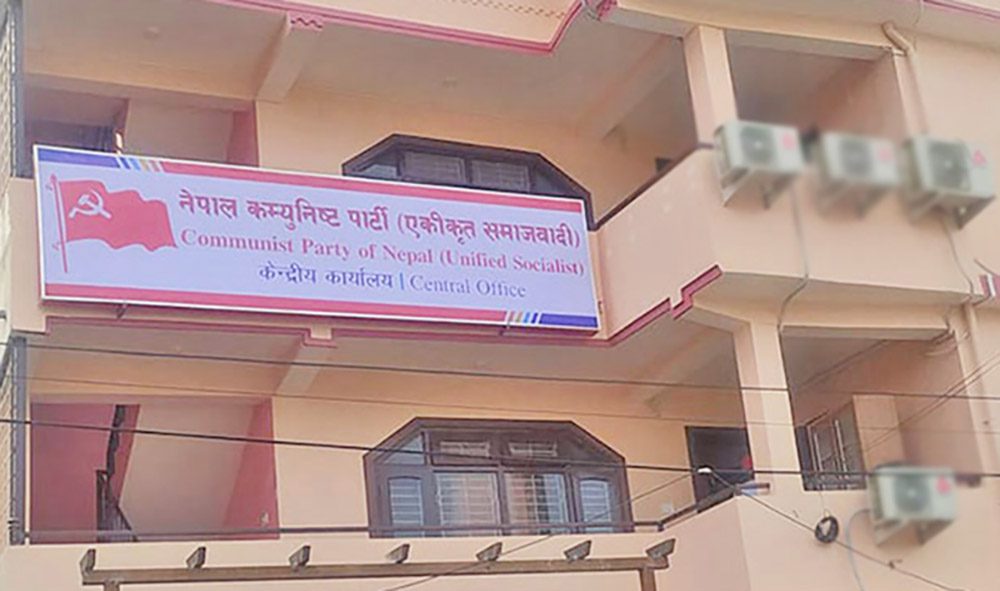 नेपाल कम्युनिष्ट पार्टी (एकीकृत समाजवादी)
Communist Party of Nepal (Unified Socialist)
केन्द्रीय कार्यालय | Central Office